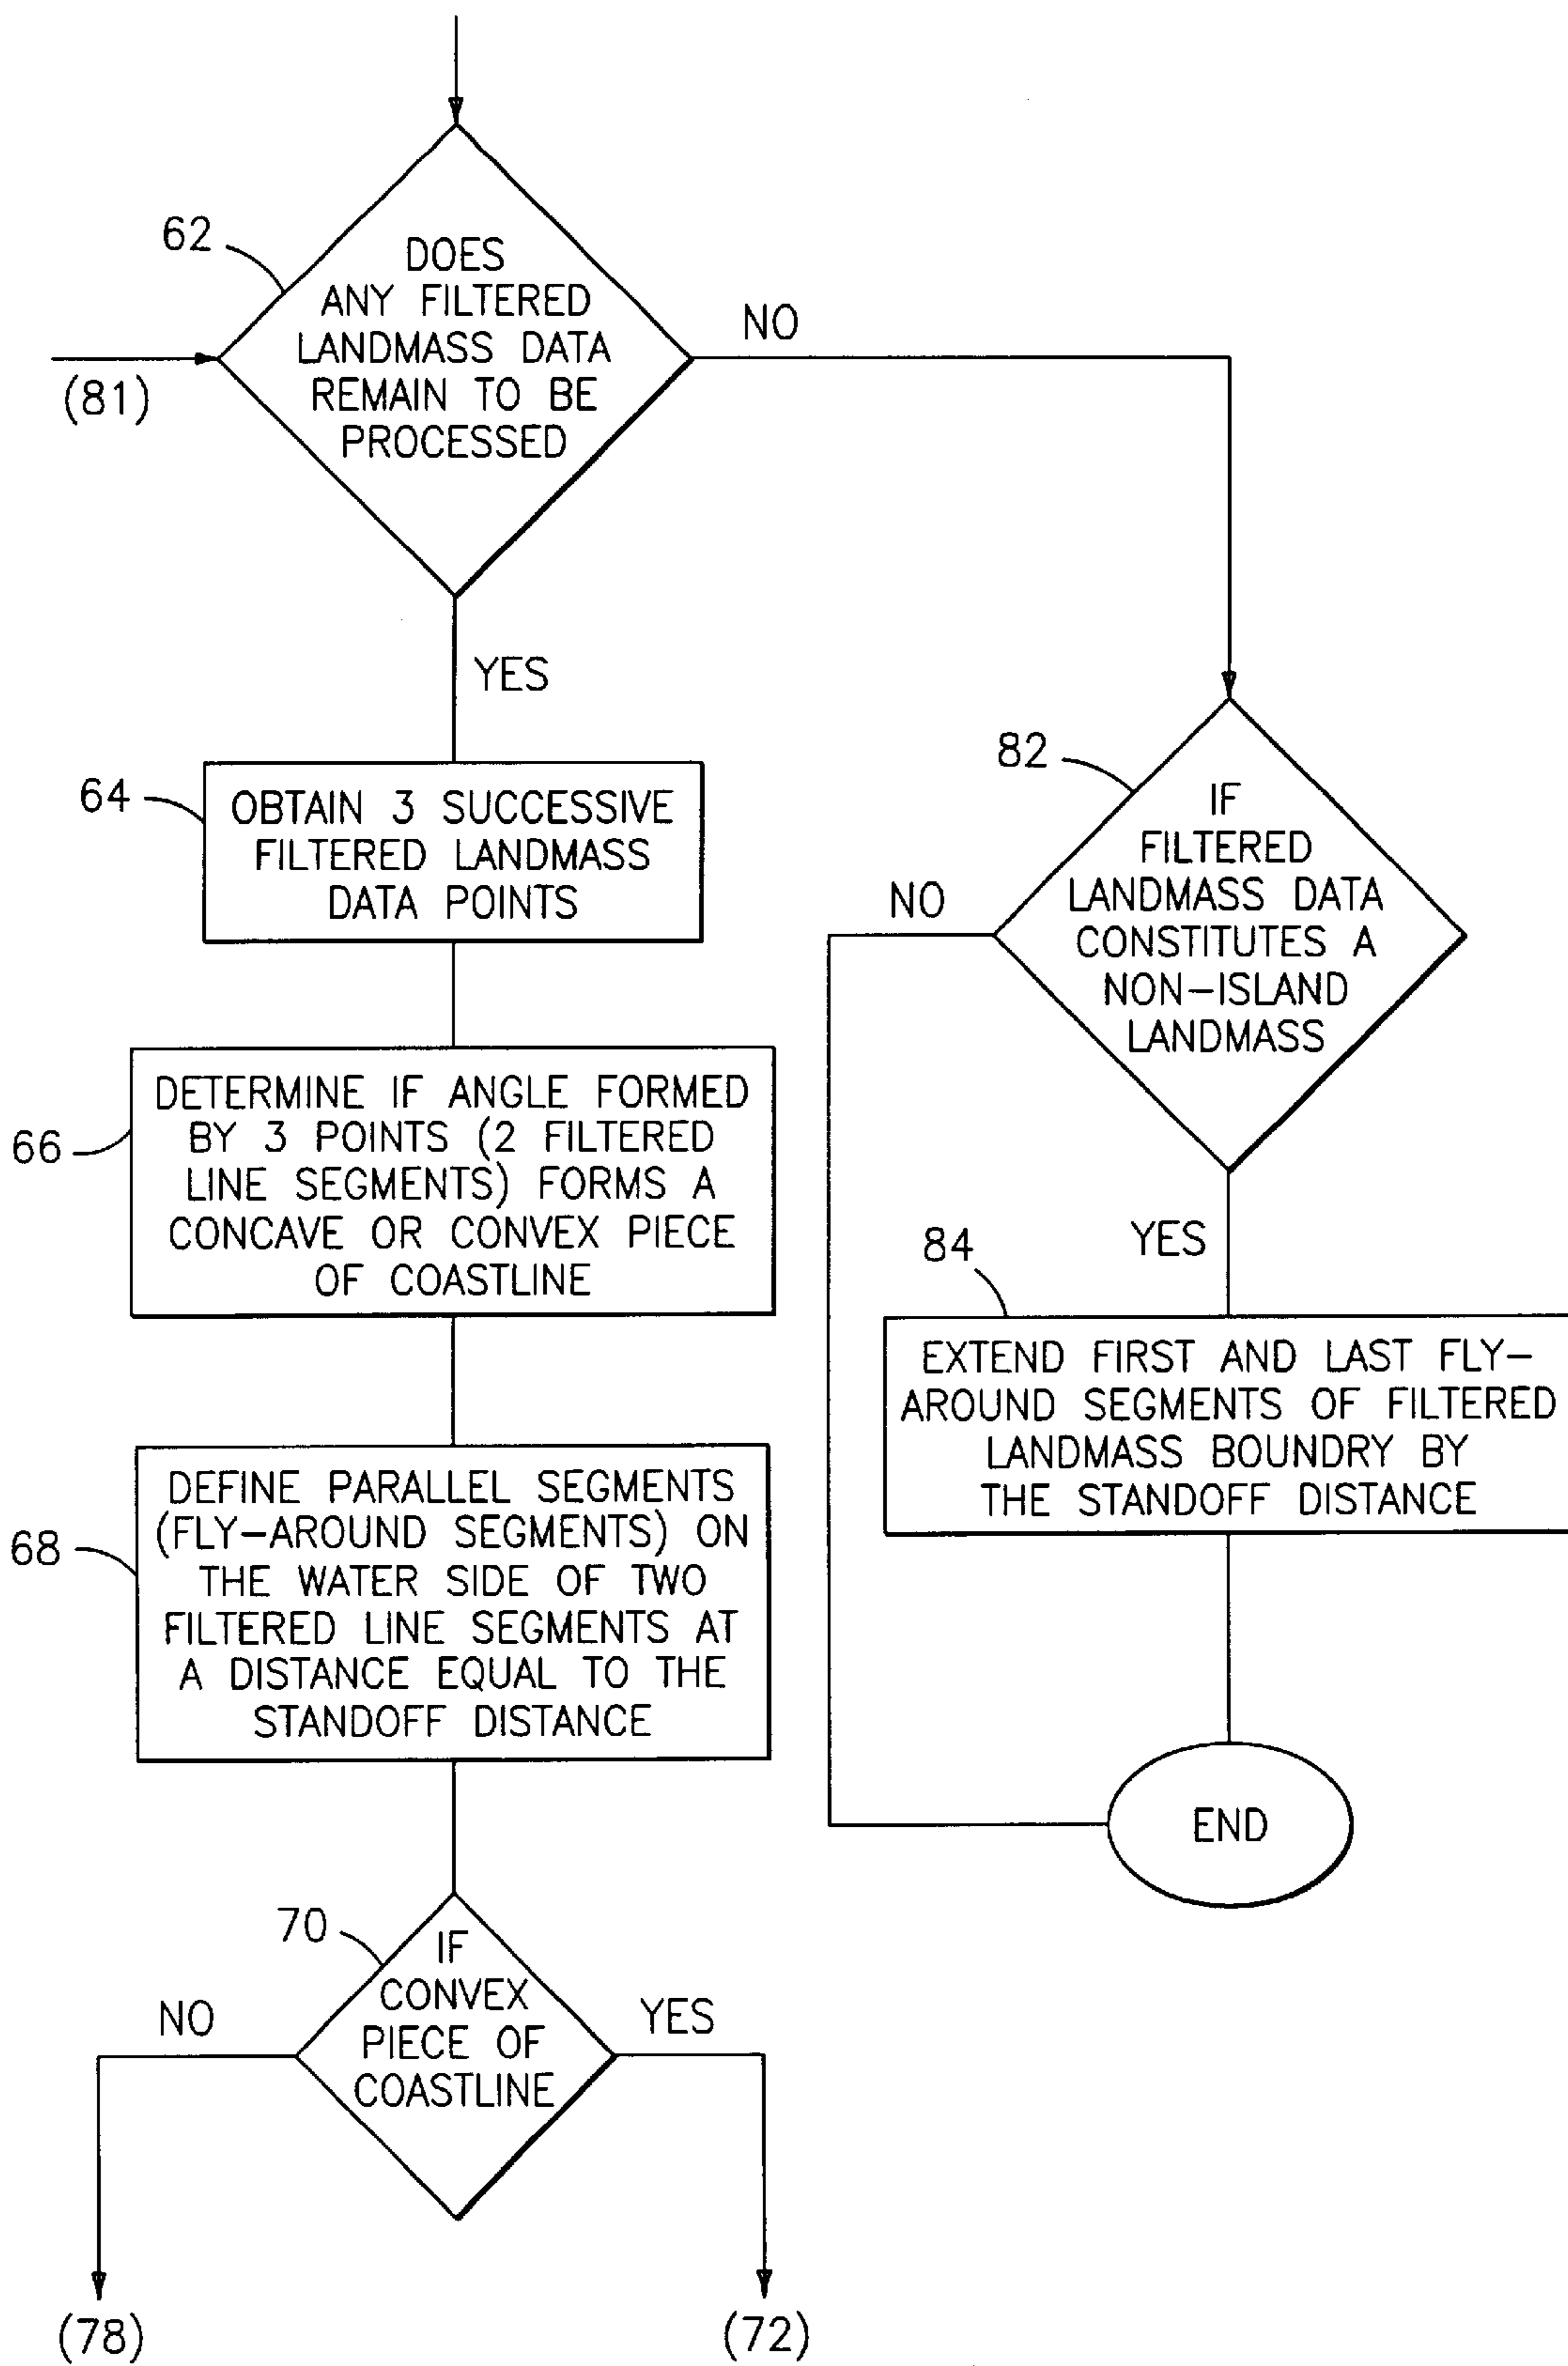 62
DOES
ANY FILTERED
LANDMASS DATA
REMAIN TO BE
PROCESSED
(81)
NO
YES
64
OBTAIN 3 SUCCESSIVE
FILTERED LANDMASS
DATA POINTS
66
DETERMINE IF ANGLE FORMED
BY 3 POINTS (2 FILTERED
LINE SEGMENTS) FORMS A
CONCAVE OR CONVEX PIECE
OF COASTLINE
68
DEFINE PARALLEL SEGMENTS
(FLY-AROUND SEGMENTS) ON
THE WATER SIDE OF TWO
FILTERED LINE SEGMENTS AT
A DISTANCE EQUAL TO THE
STANDOFF DISTANCE
70
IF
CONVEX
PIECE OF
COASTLINE
NO
YES
(78)
(72)
82
IF
FILTERED
LANDMASS DATA
CONSTITUTES A
NON-ISLAND
LANDMASS
NO
YES
84
EXTEND FIRST AND LAST FLY-
AROUND SEGMENTS OF FILTERED
LANDMASS BOUNDRY BY
THE STANDOFF DISTANCE
END